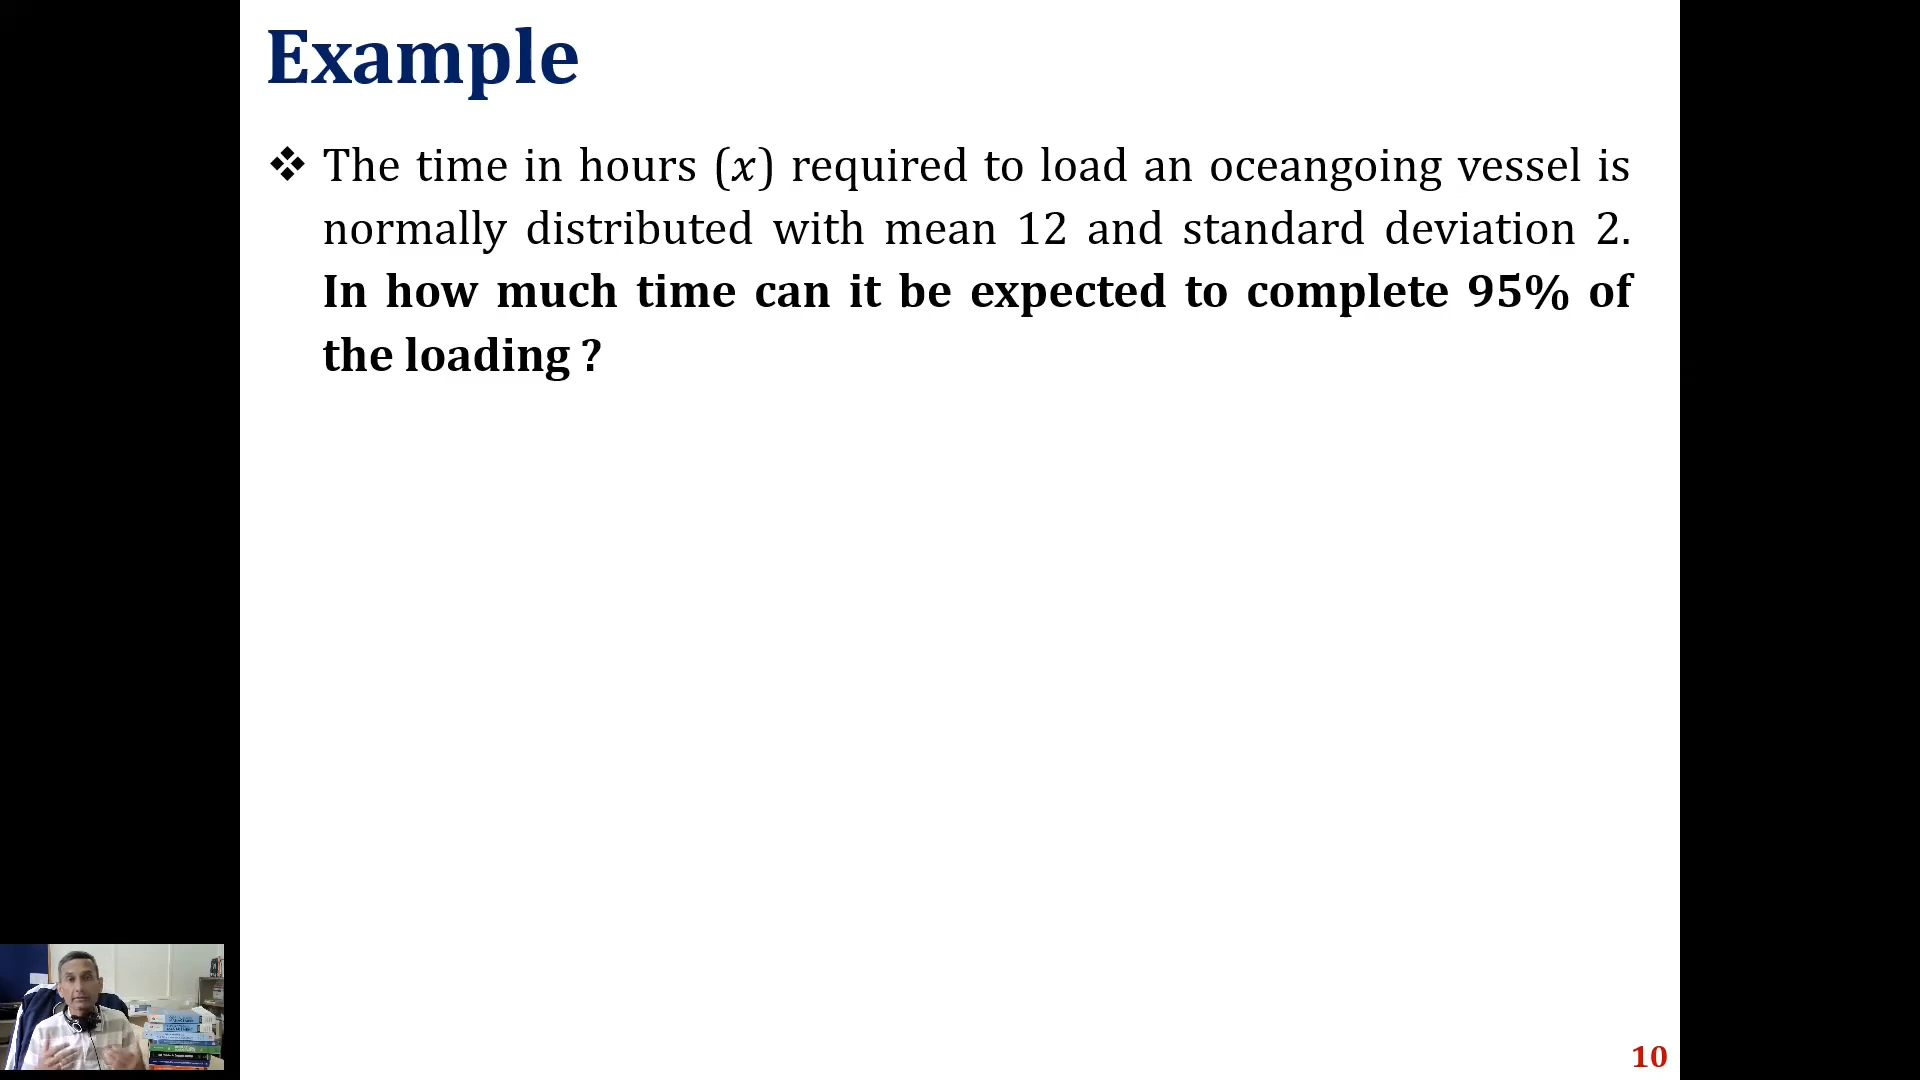 Example
❖ The time in hours (x) required to load an oceangoing vessel is
normally distributed with mean 12 and standard deviation 2.
In how much time can it be expected to complete 95% of
the loading ?
10